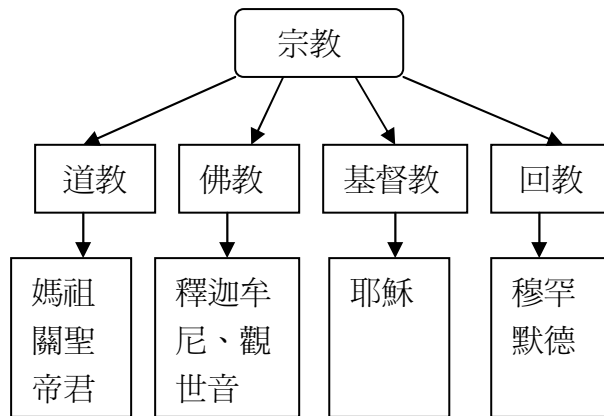 宗教
道教
佛教
基督教
回教
媽祖
關聖
帝君
釋迦牟
尼、觀
世音
耶穌
穆罕
默德